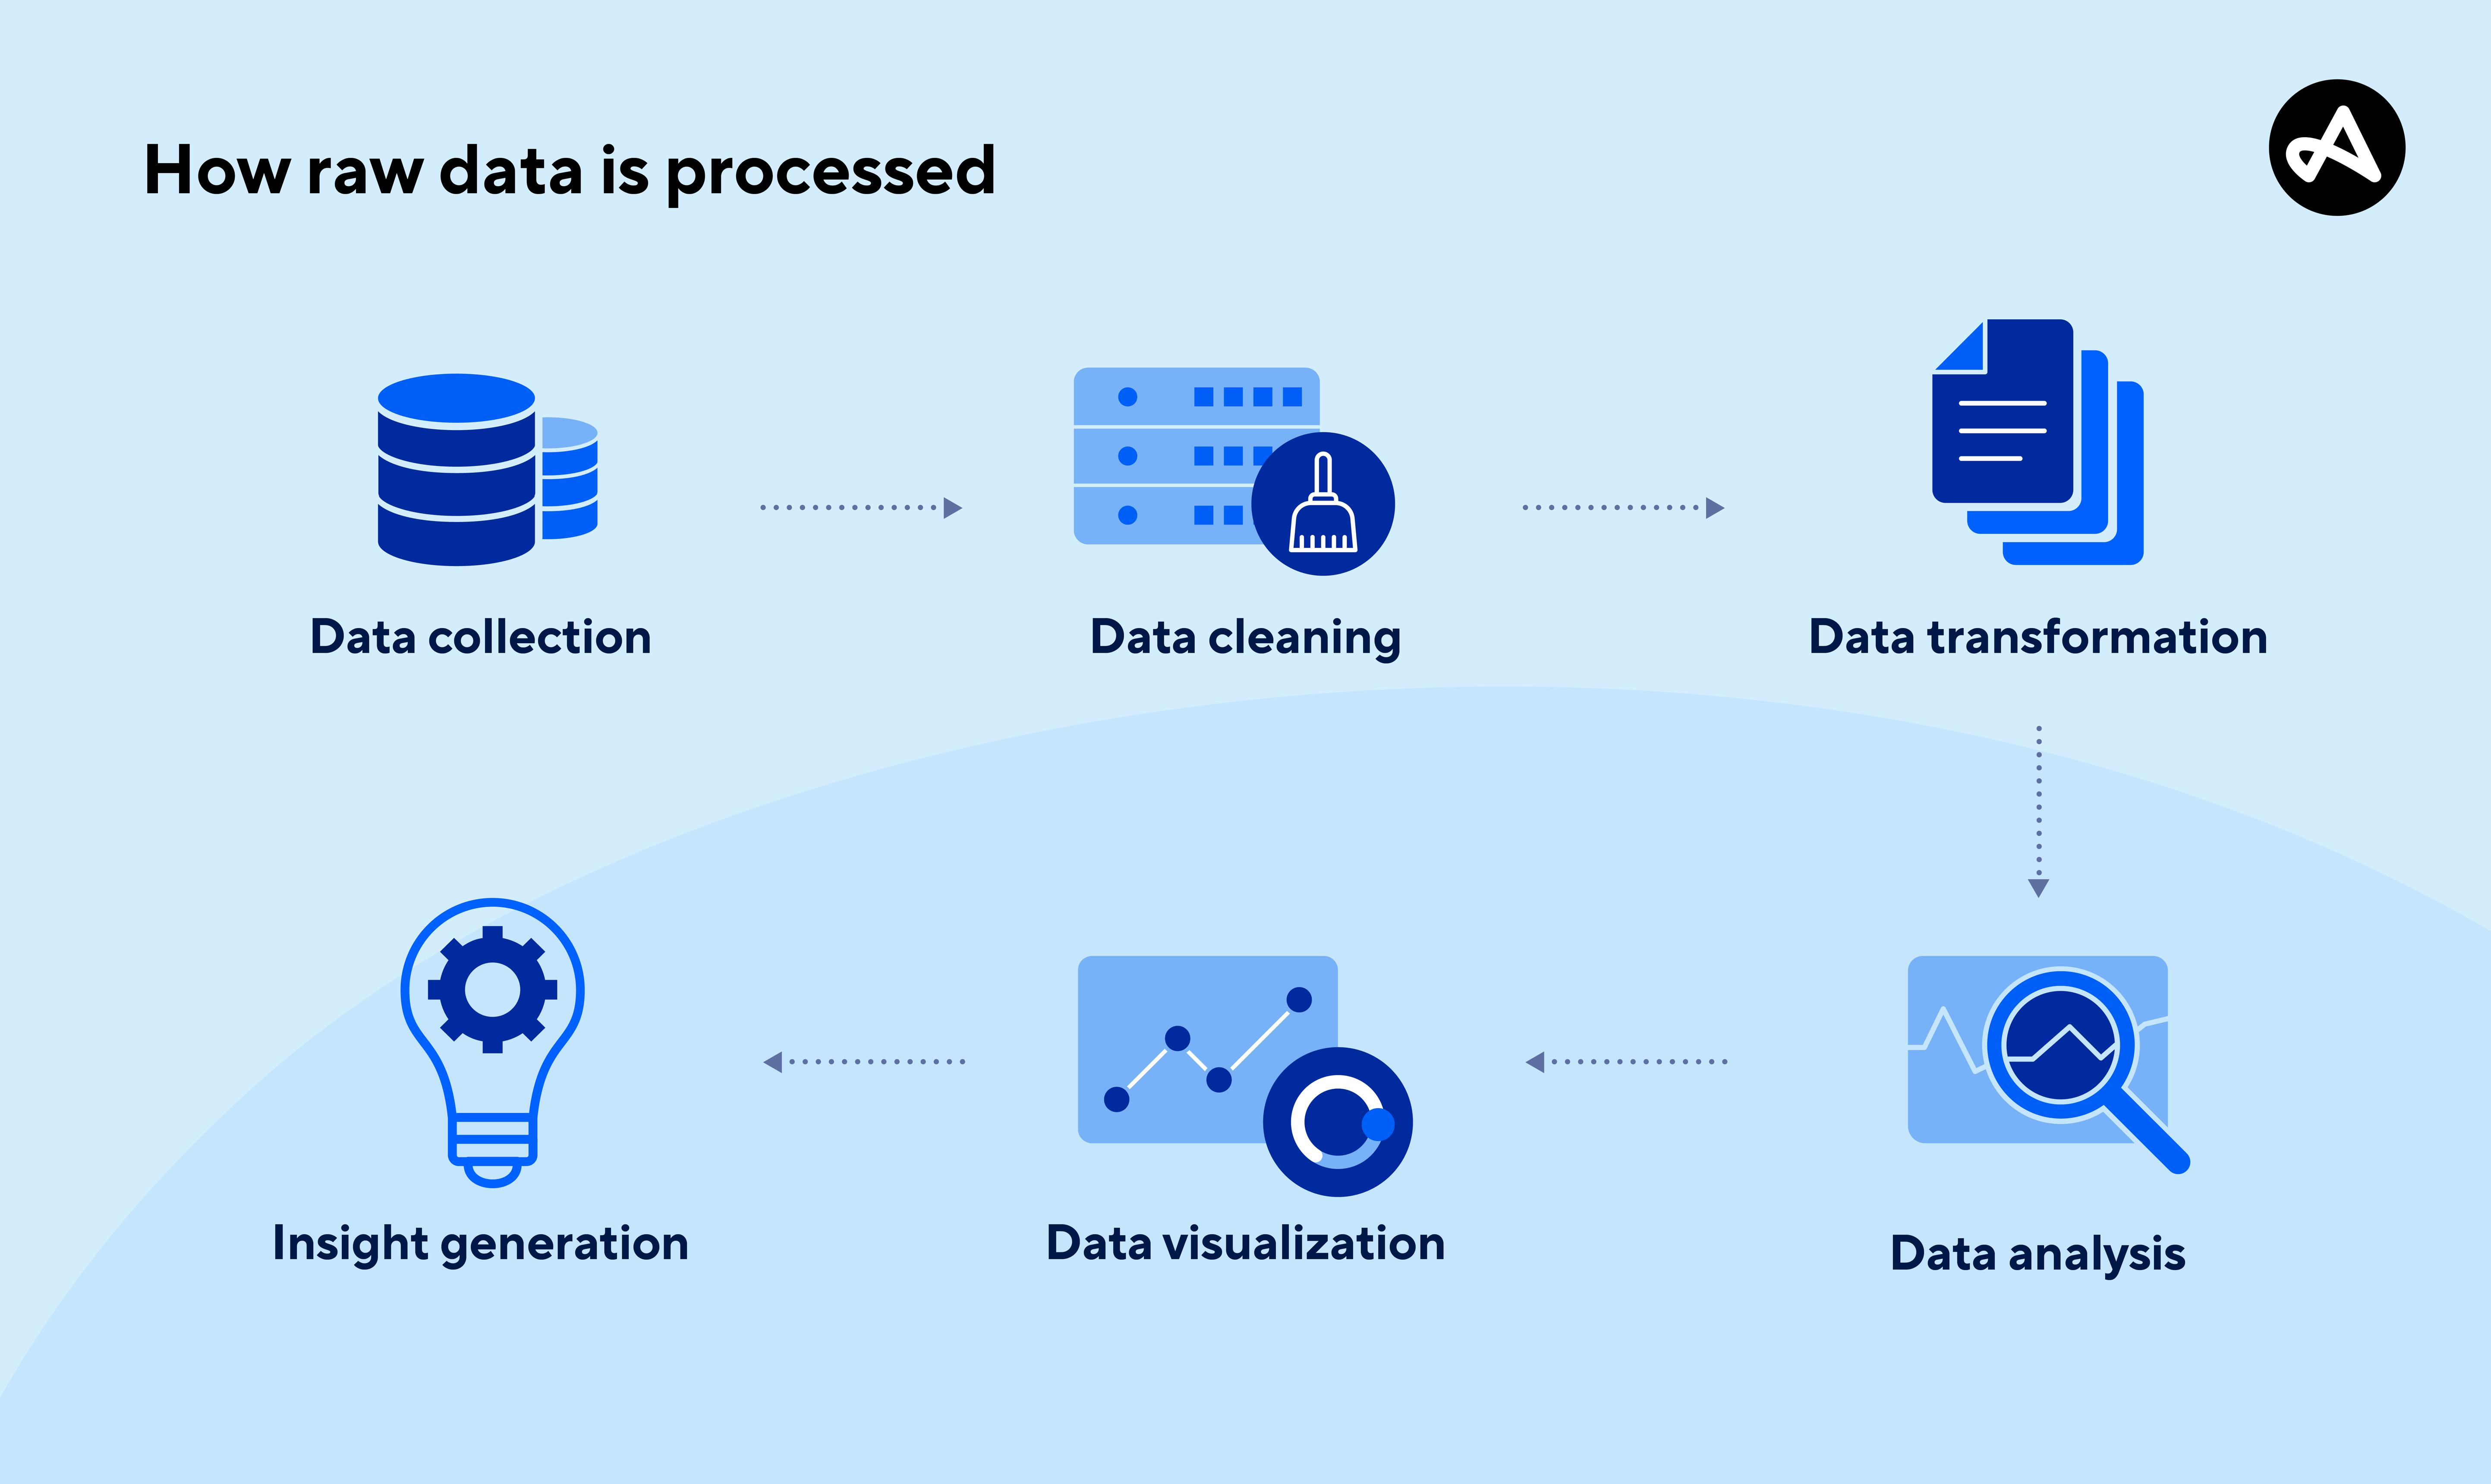 How raw data is processed
Data collection
Data cleaning
Data transformation
Data analysis
Data visualization
Insight generation